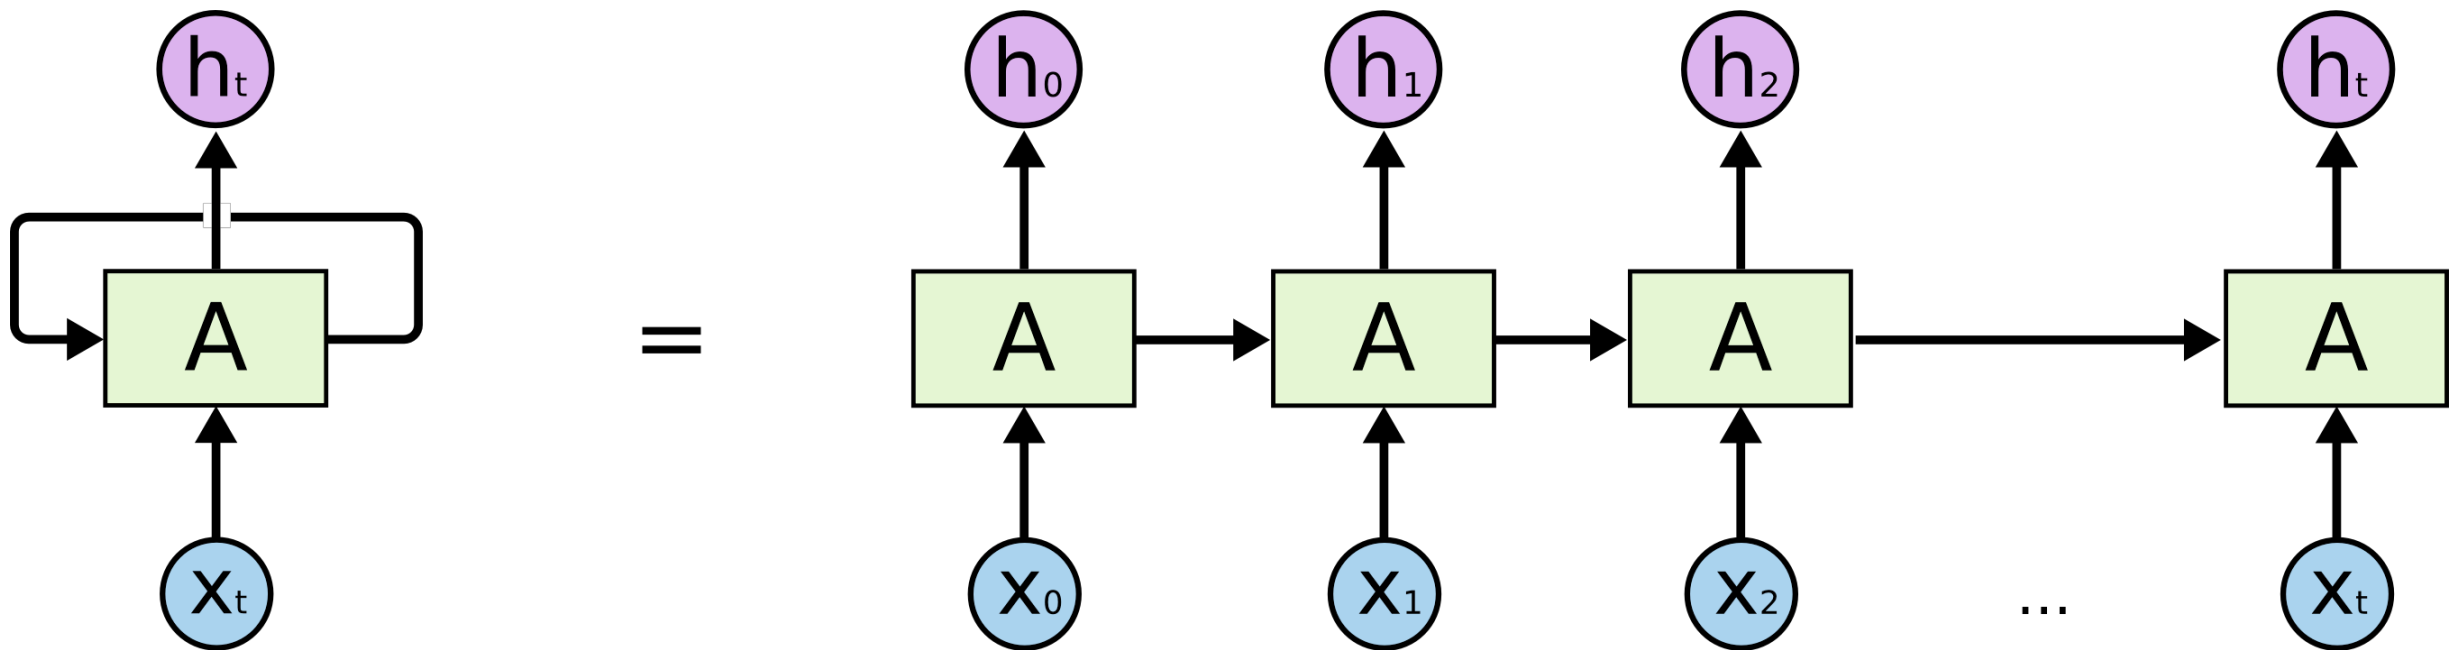 ht h0 h1 h2 ht
A = A A A A
xt x0 x1 x2 ... xt